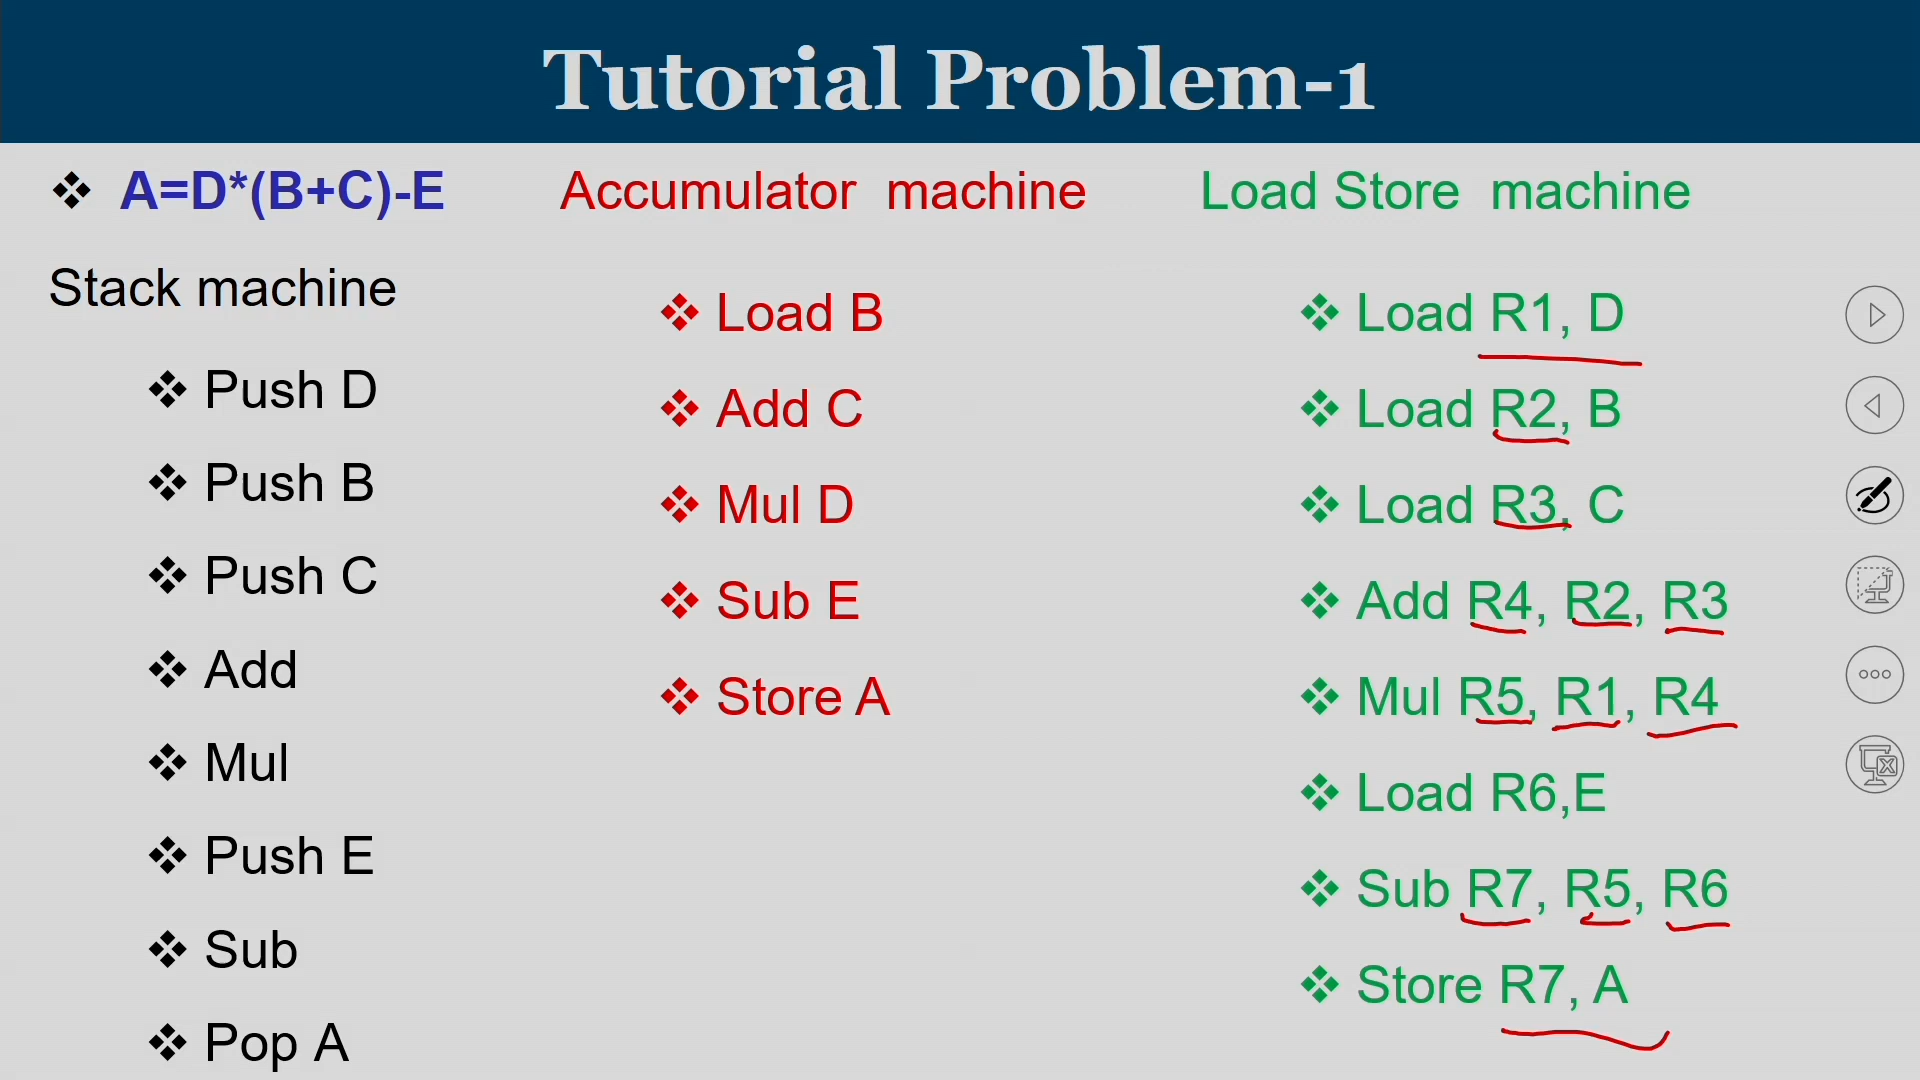 Tutorial Problem-1
A=D*(B+C)-E
Stack machine
Push D
Push B
Push C
Add
Mul
Push E
Sub
Pop A
Accumulator machine
Load B
Add C
Mul D
Sub E
Store A
Load Store machine
Load R1, D
Load R2, B
Load R3, C
Add R4, R2, R3
Mul R5, R1, R4
Load R6,E
Sub R7, R5, R6
Store R7, A